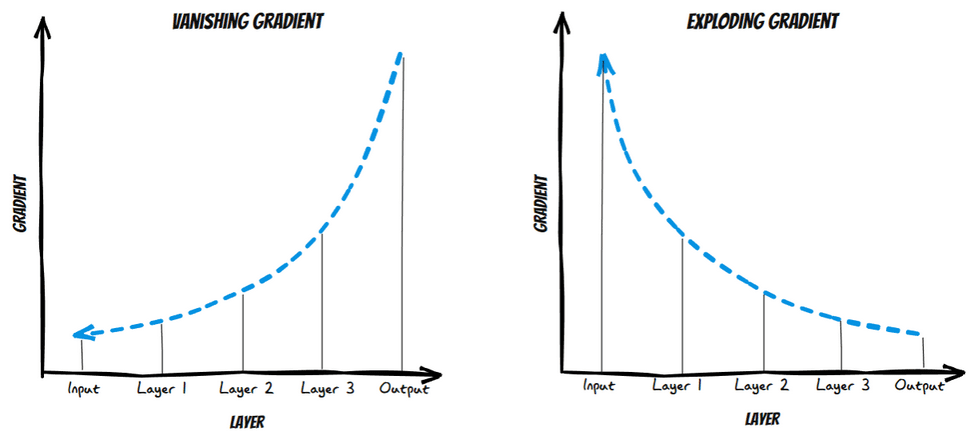 VANISHING GRADIENT
GRADIENT
Input Layer 1 Layer 2 Layer 3 Output
LAYER
EXPLODING GRADIENT
GRADIENT
Input Layer 1 Layer 2 Layer 3 Output
LAYER